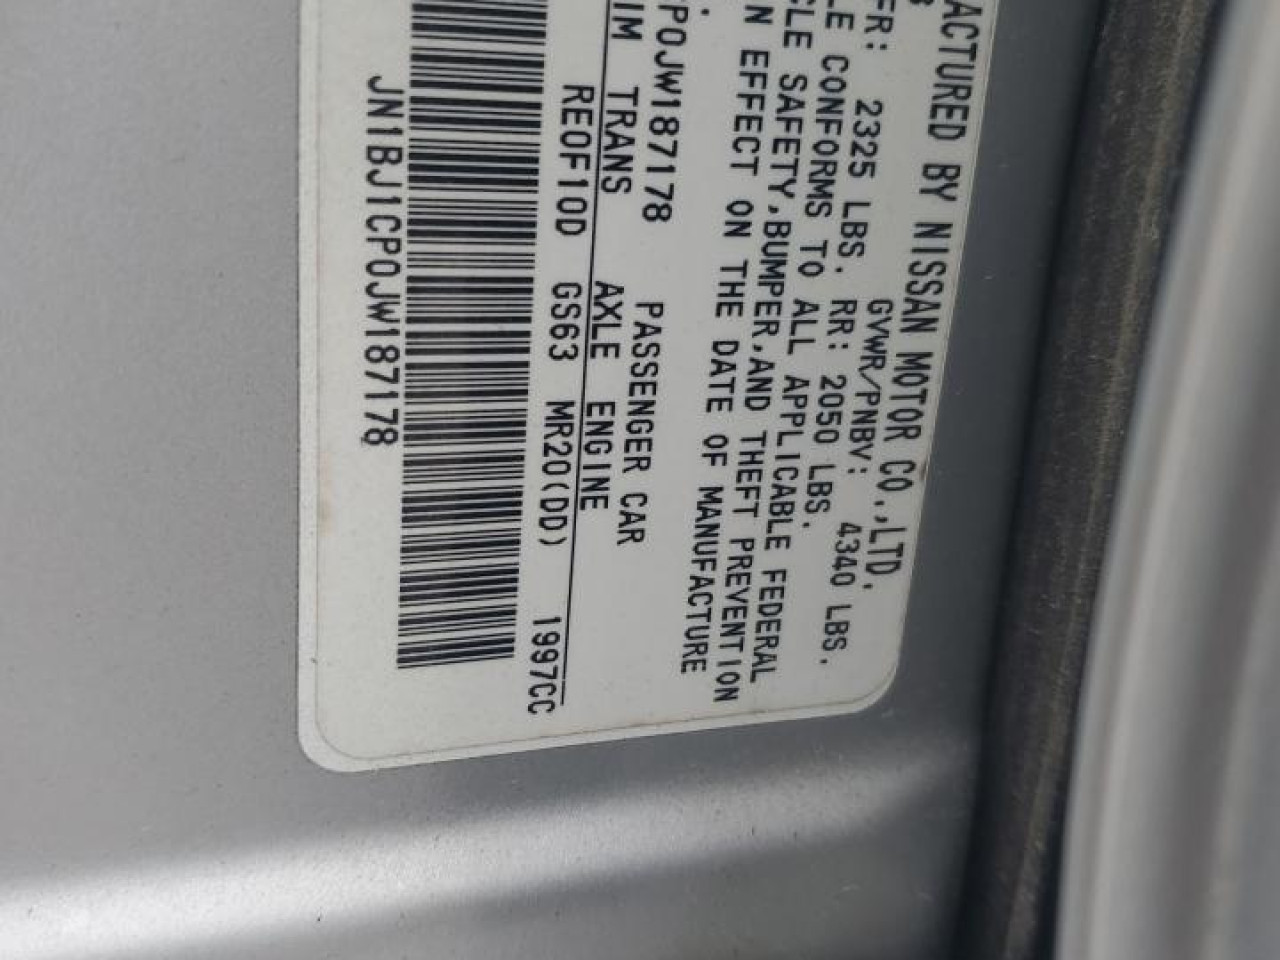 ACTURED BY NISSAN MOTOR CO.,LTD.
GVWR/PNBV: 4340 LBS.
FR: 2325 LBS. RR: 2050 LBS.
LE CONFORMS TO ALL APPLICABLE FEDERAL
CLE SAFETY,BUMPER,AND THEFT PREVENTION
N EFFECT ON THE DATE OF MANUFACTURE
P0JW187178 PASSENGER CAR
IM TRANS AXLE ENGINE
RE0F10D GS63 MR20(DD) 1997CC
JN1BJ1CP0JW187178